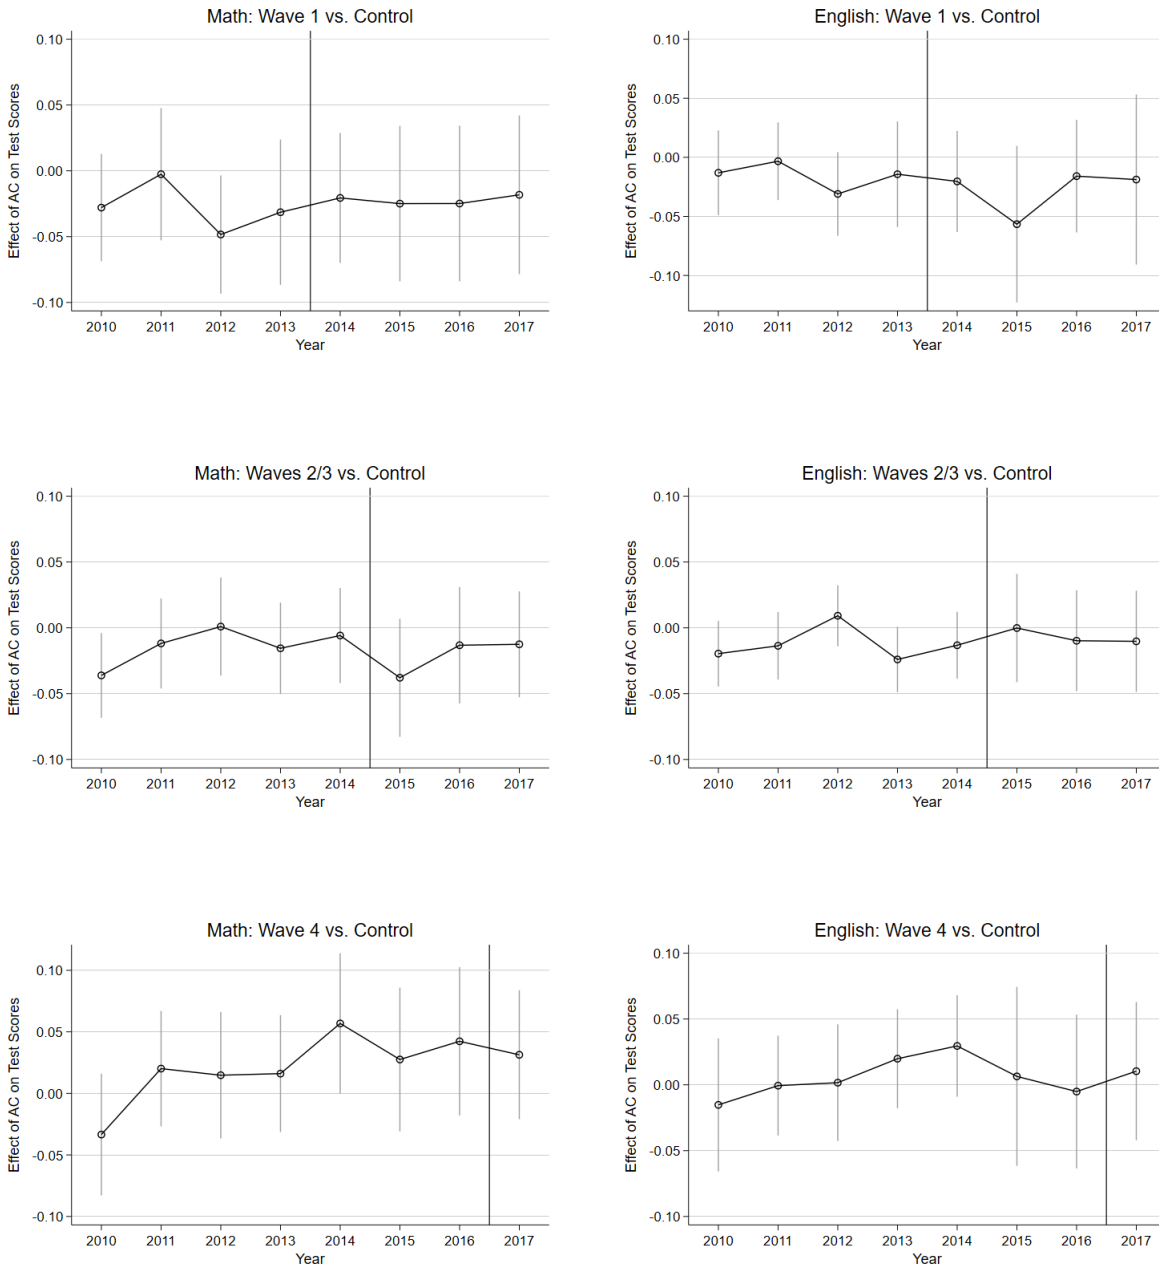 Math: Wave 1 vs. Control
Effect of AC on Test Scores
0.10
0.05
0.00
-0.05
-0.10
2010 2011 2012 2013 2014 2015 2016 2017
Year
English: Wave 1 vs. Control
Effect of AC on Test Scores
0.10
0.05
0.00
-0.05
-0.10
2010 2011 2012 2013 2014 2015 2016 2017
Year
Math: Waves 2/3 vs. Control
Effect of AC on Test Scores
0.10
0.05
0.00
-0.05
-0.10
2010 2011 2012 2013 2014 2015 2016 2017
Year
English: Waves 2/3 vs. Control
Effect of AC on Test Scores
0.10
0.05
0.00
-0.05
-0.10
2010 2011 2012 2013 2014 2015 2016 2017
Year
Math: Wave 4 vs. Control
Effect of AC on Test Scores
0.10
0.05
0.00
-0.05
-0.10
2010 2011 2012 2013 2014 2015 2016 2017
Year
English: Wave 4 vs. Control
Effect of AC on Test Scores
0.10
0.05
0.00
-0.05
-0.10
2010 2011 2012 2013 2014 2015 2016 2017
Year